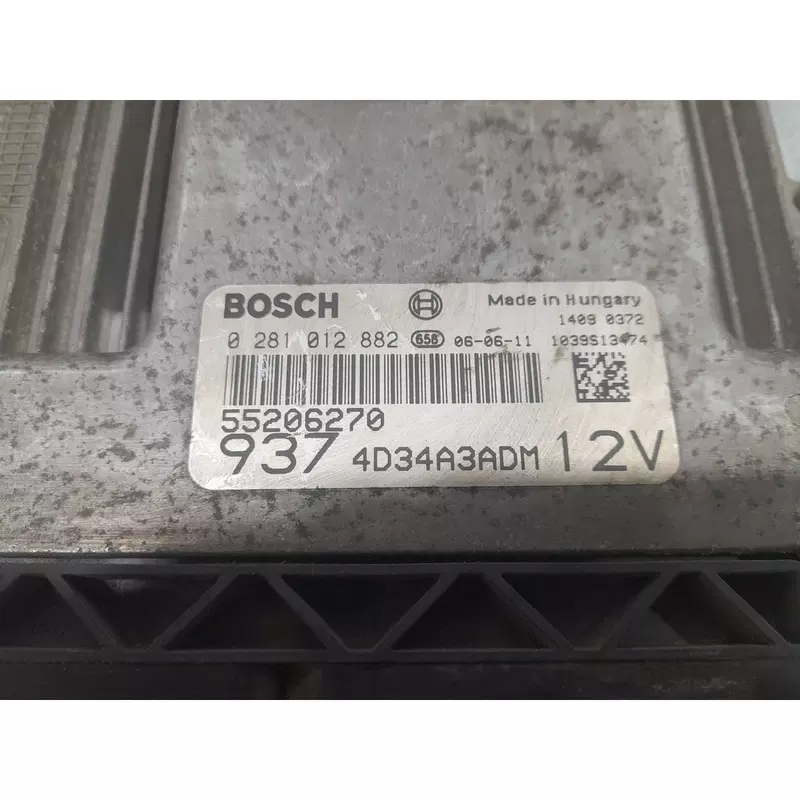 BOSCH Made in Hungary
1409 0372
0 281 012 882 658 06-06-11 1039S13474
55206270
937 4D34A3ADM 12V